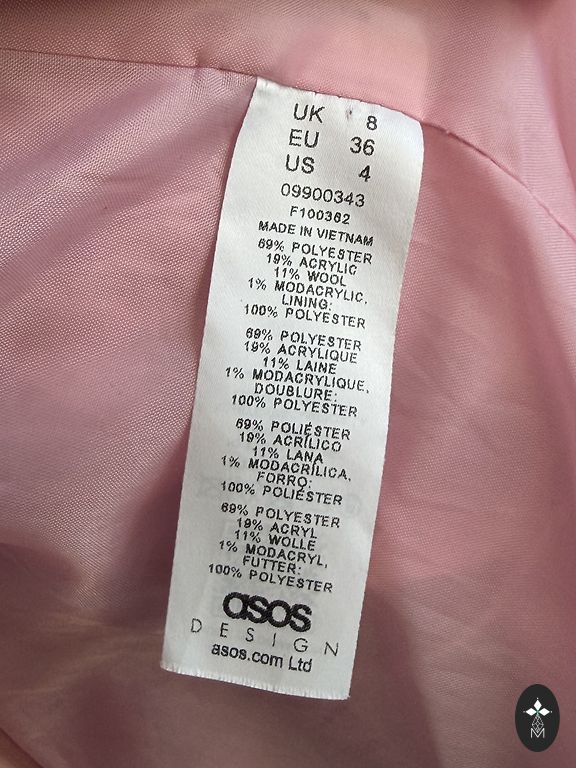 UK 8
EU 36
US 4
09900343
F100362
MADE IN VIETNAM
69% POLYESTER
19% ACRYLIC
11% WOOL
1% MODACRYLIC,
LINING:
100% POLYESTER
69% POLYESTER
19% ACRYLIQUE
11% LAINE
1% MODACRYLIQUE,
DOUBLURE:
100% POLYESTER
69% POLIÉSTER
19% ACRÍLICO
11% LANA
1% MODACRÍLICA,
FORRO:
100% POLIÉSTER
69% POLYESTER
19% ACRYL
11% WOLLE
1% MODACRYL,
FUTTER:
100% POLYESTER
asos
DESIGN
asos.com Ltd
M